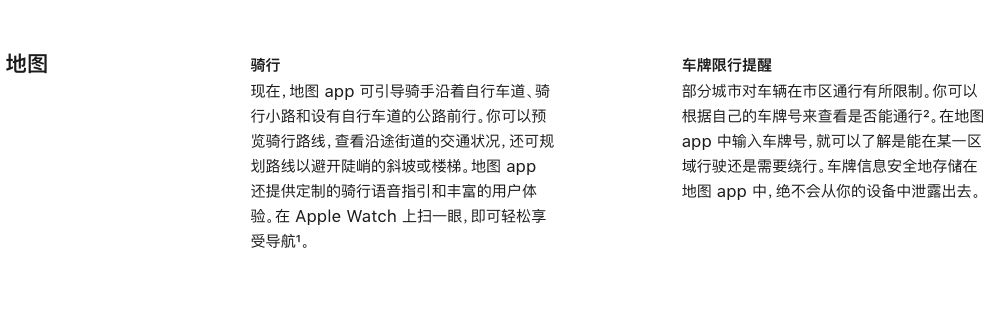 地图
骑行
现在，地图 app 可引导骑手沿着自行车道、骑
行小路和设有自行车道的公路前行。你可以预
览骑行路线，查看沿途街道的交通状况，还可规
划路线以避开陡峭的斜坡或楼梯。地图 app
还提供定制的骑行语音指引和丰富的用户体
验。在 Apple Watch 上扫一眼，即可轻松享
受导航¹。
车牌限行提醒
部分城市对车辆在市区通行有所限制。你可以
根据自己的车牌号来查看是否能通行²。在地图
app 中输入车牌号，就可以了解是能在某一区
域行驶还是需要绕行。车牌信息安全地存储在
地图 app 中，绝不会从你的设备中泄露出去。